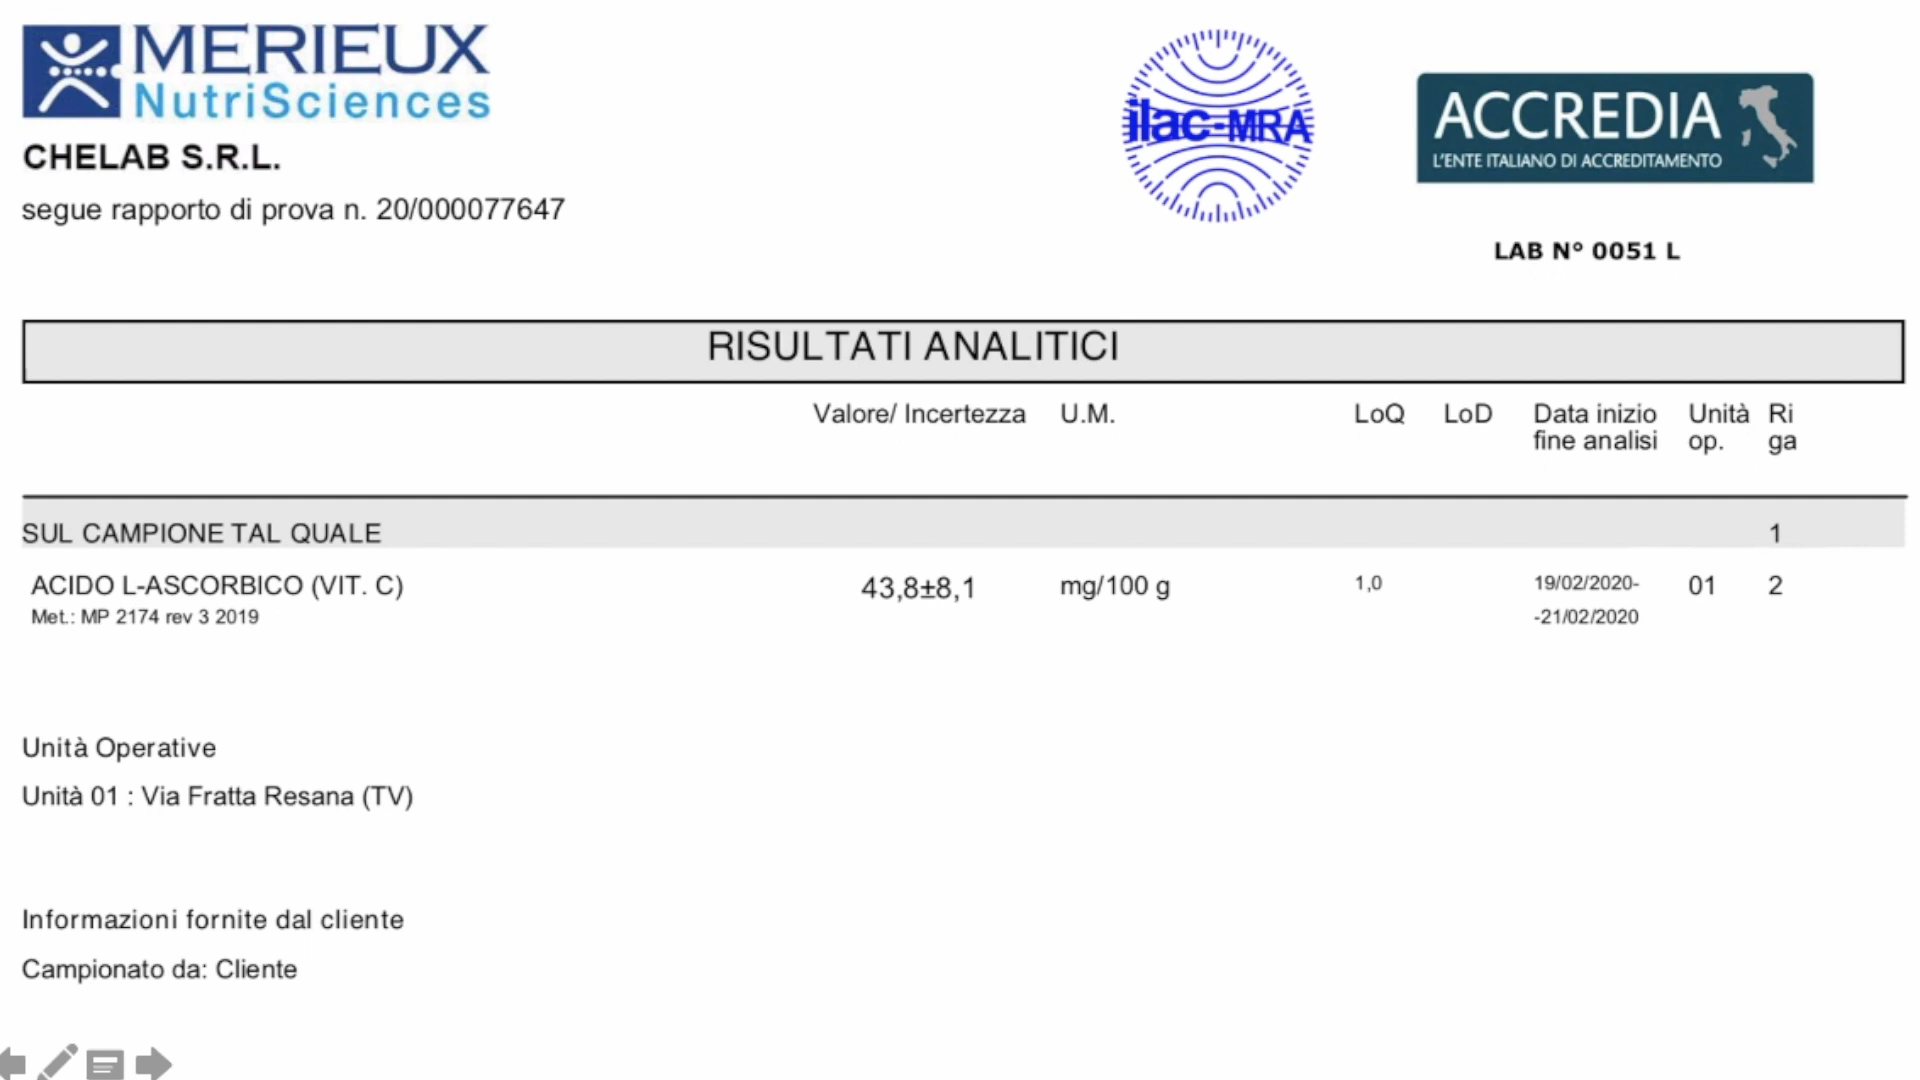 MERIEUX
NutriSciences
CHELAB S.R.L.
segue rapporto di prova n. 20/000077647
ilac-MRA
ACCREDIA
L'ENTE ITALIANO DI ACCREDITAMENTO
LAB N° 0051 L
RISULTATI ANALITICI
Valore/ Incertezza U.M. LoQ LoD Data inizio Unità Ri
fine analisi op. ga
SUL CAMPIONE TAL QUALE 1
ACIDO L-ASCORBICO (VIT. C) 43,8±8,1 mg/100 g 1,0 19/02/2020- 01 2
Met.: MP 2174 rev 3 2019 -21/02/2020
Unità Operative
Unità 01 : Via Fratta Resana (TV)
Informazioni fornite dal cliente
Campionato da: Cliente